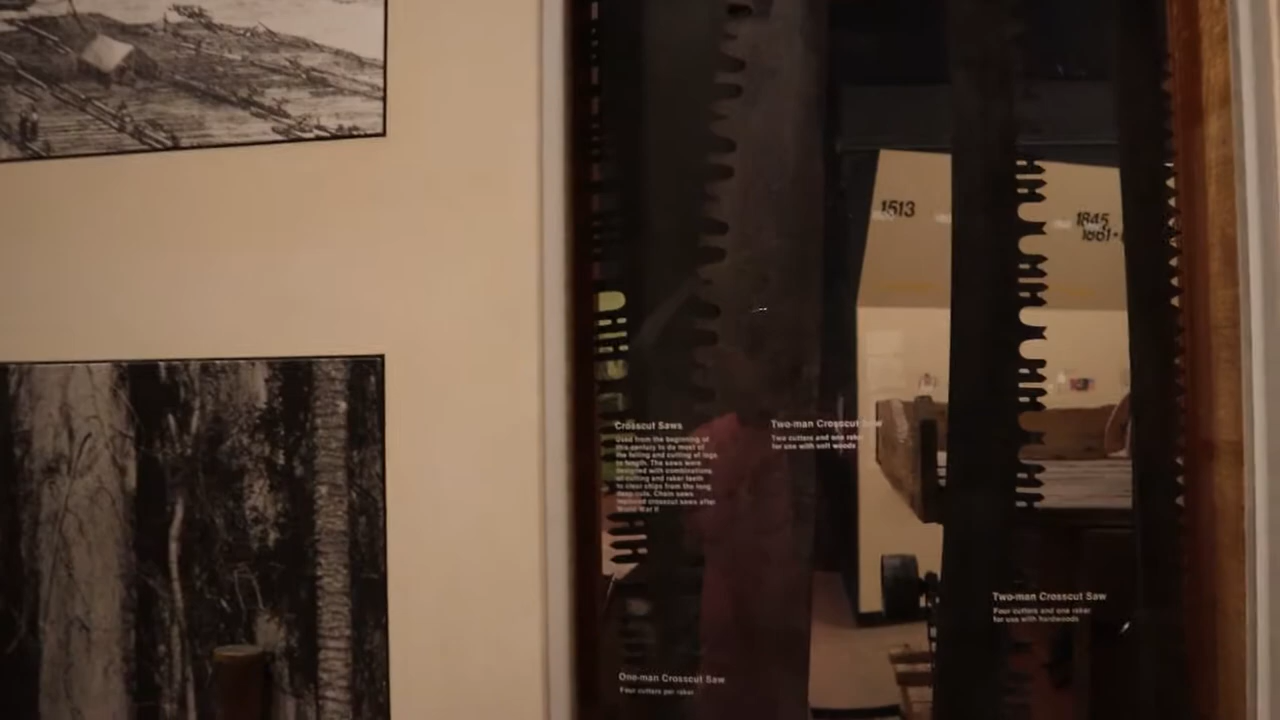 1513
1845
1861-
Crosscut Saws
Used from the beginning of
this century to do most of
the felling and cutting of logs
to length. The saws were
designed with combinations
of cutting and raker teeth
to clear chips from the long
deep cuts. Chain saws
replaced crosscut saws after
World War II
Two-man Crosscut Saw
Two cutters and one raker
for use with soft woods
Two-man Crosscut Saw
Four cutters and one raker
for use with hardwoods
One-man Crosscut Saw
Four cutters per raker